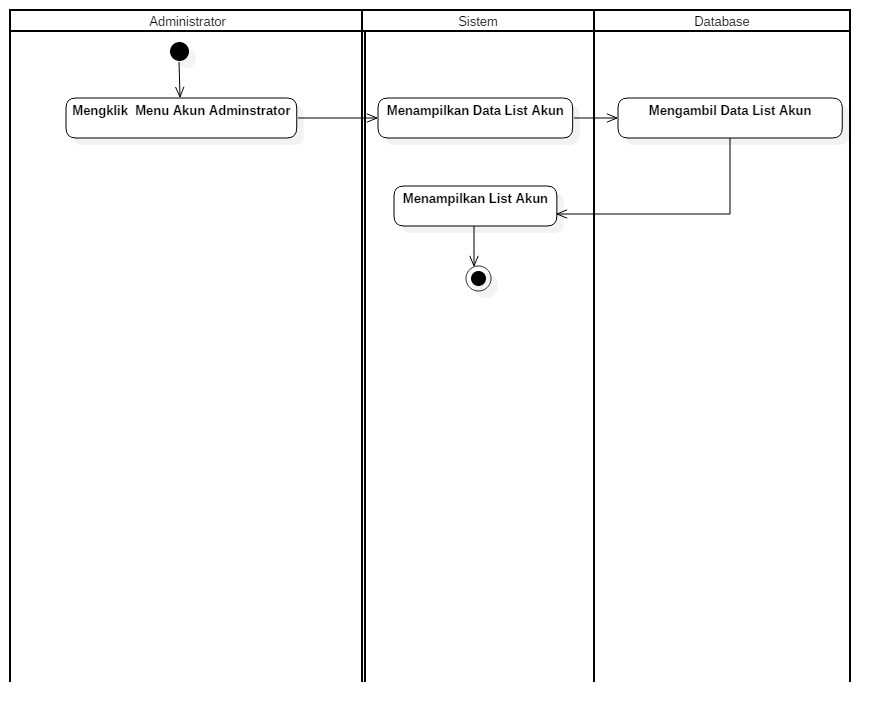 Administrator
Sistem
Database
Mengklik  Menu Akun Adminstrator
Menampilkan Data List Akun
Mengambil Data List Akun
Menampilkan List Akun